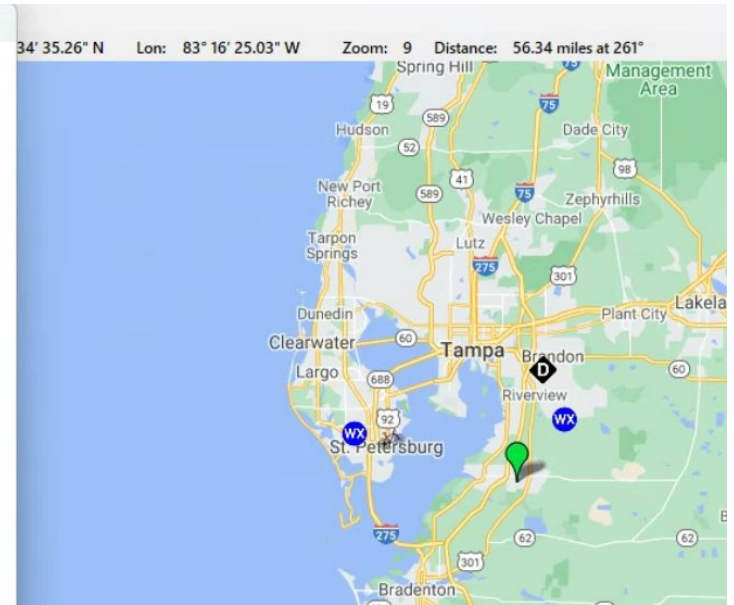 34' 35.26" N Lon: 83° 16' 25.03" W Zoom: 9 Distance: 56.34 miles at 261°
Spring Hill
75
Management
Area
19
75
589
Hudson
Dade City
52
98
New Port
Richey
41
589
75
Zephyrhills
Wesley Chapel
Tarpon
Springs
Lutz
275
301
Dunedin
Plant City
Lakela
Clearwater
60
Tampa
Brandon
60
Largo
688
D
Riverview
92
WX
WX
St. Petersburg
275
62
62
B
301
Bradenton